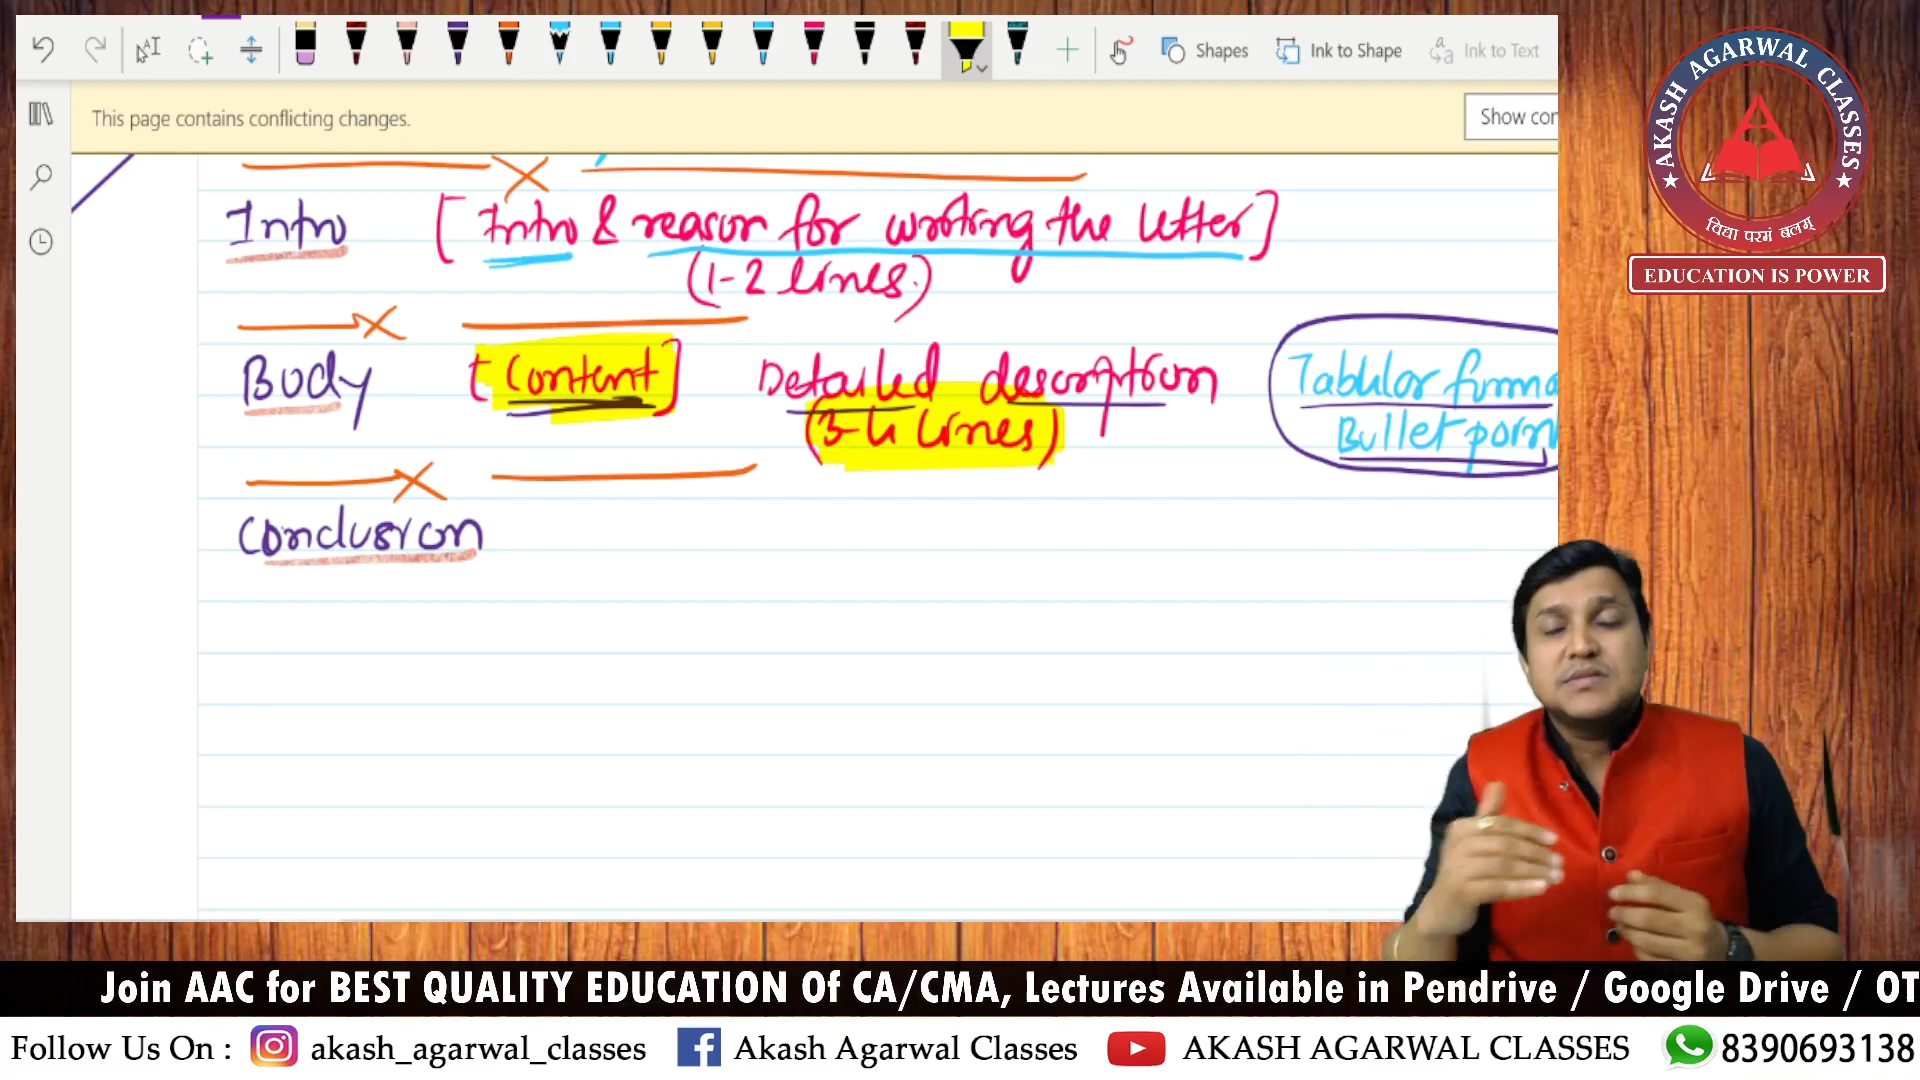 Shapes
Ink to Shape
Ink to Text
This page contains conflicting changes.
Show con
Intro [Intro & reason for writing the letter]
(1-2 lines.)
Body [Content] Detailed description
(3-4 lines)
Tabular forma
Bullet poin
Conclusion
AKASH AGARWAL CLASSES
विद्या परमं बलम्
EDUCATION IS POWER
Join AAC for BEST QUALITY EDUCATION Of CA/CMA, Lectures Available in Pendrive / Google Drive / OT
Follow Us On : akash_agarwal_classes Akash Agarwal Classes AKASH AGARWAL CLASSES 8390693138